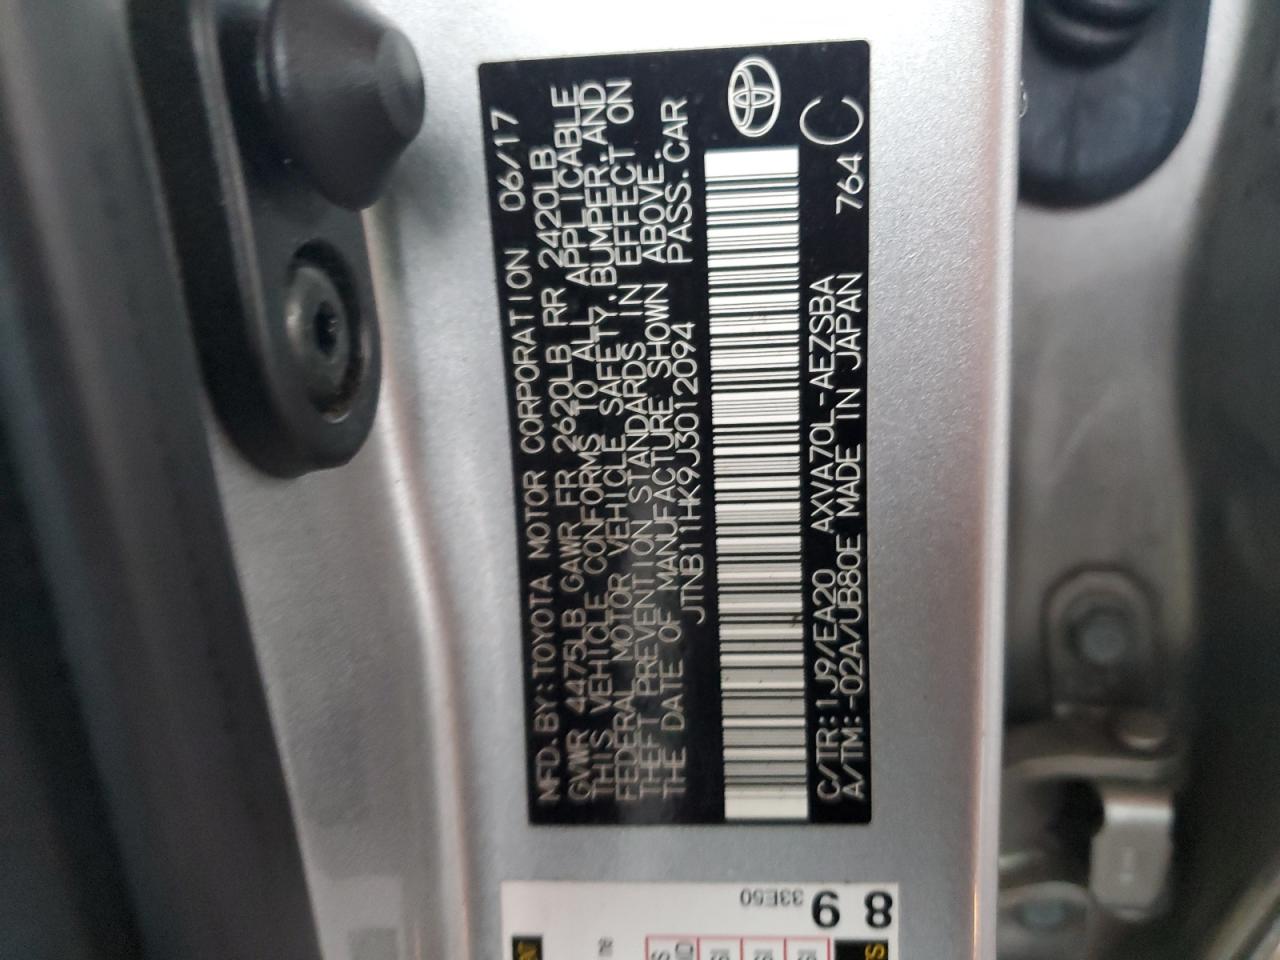 MFD. BY: TOYOTA MOTOR CORPORATION 06/17
GVWR 4475LB GAWR FR 2620LB RR 2420LB
THIS VEHICLE CONFORMS TO ALL APPLICABLE
FEDERAL MOTOR VEHICLE SAFETY, BUMPER, AND
THEFT PREVENTION STANDARDS IN EFFECT ON
THE DATE OF MANUFACTURE SHOWN ABOVE.
JTNB11HK9J3012094 PASS. CAR
C/TR: 1J9/EA20 AXVA70L-AEZSBA 764
A/TM: -02A/UB80E MADE IN JAPAN C
8 9
33E50